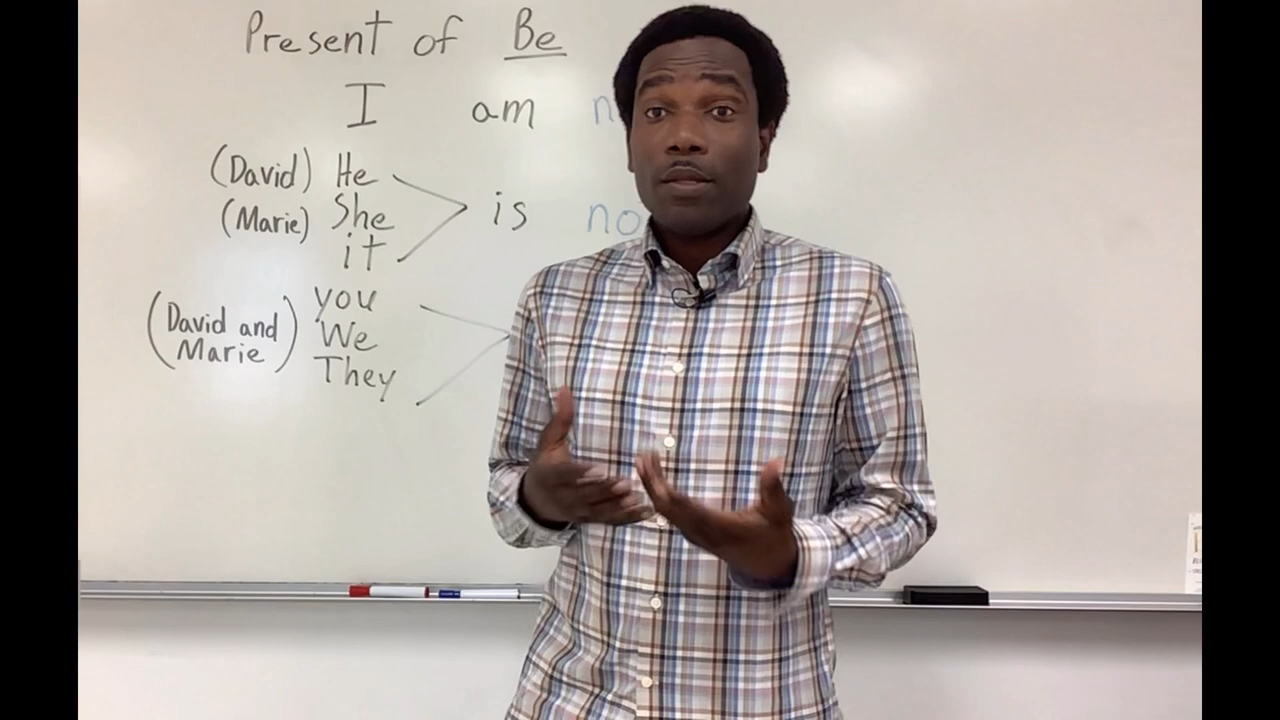 Present of Be
I am
(David) He
(Marie) She is
it
you
(David and We
Marie) They